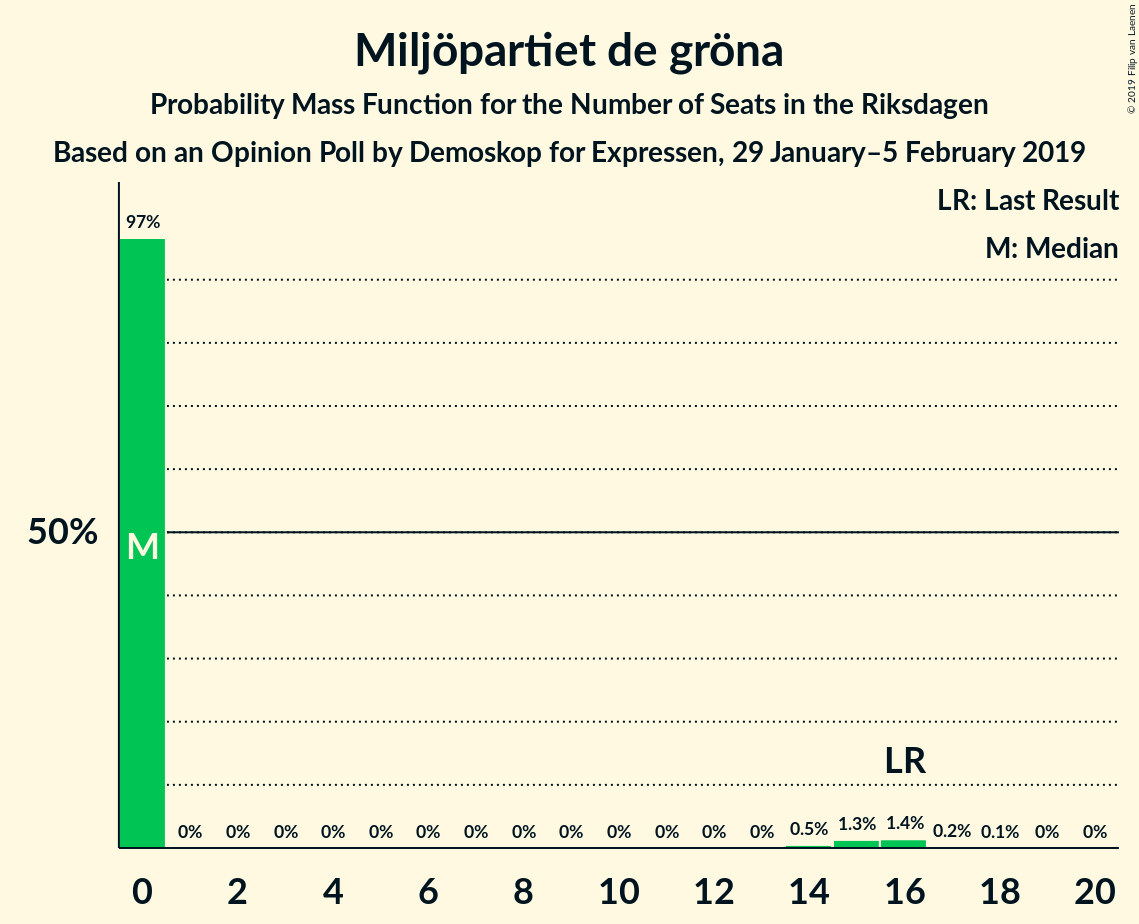 Miljöpartiet de gröna
Probability Mass Function for the Number of Seats in the Riksdagen
Based on an Opinion Poll by Demoskop for Expressen, 29 January–5 February 2019
© 2019 Filip van Laenen
LR: Last Result
M: Median
97%
50%
M
LR
0% 0% 0% 0% 0% 0% 0% 0% 0% 0% 0% 0% 0% 0.5% 1.3% 1.4% 0.2% 0.1% 0% 0%
0 2 4 6 8 10 12 14 16 18 20